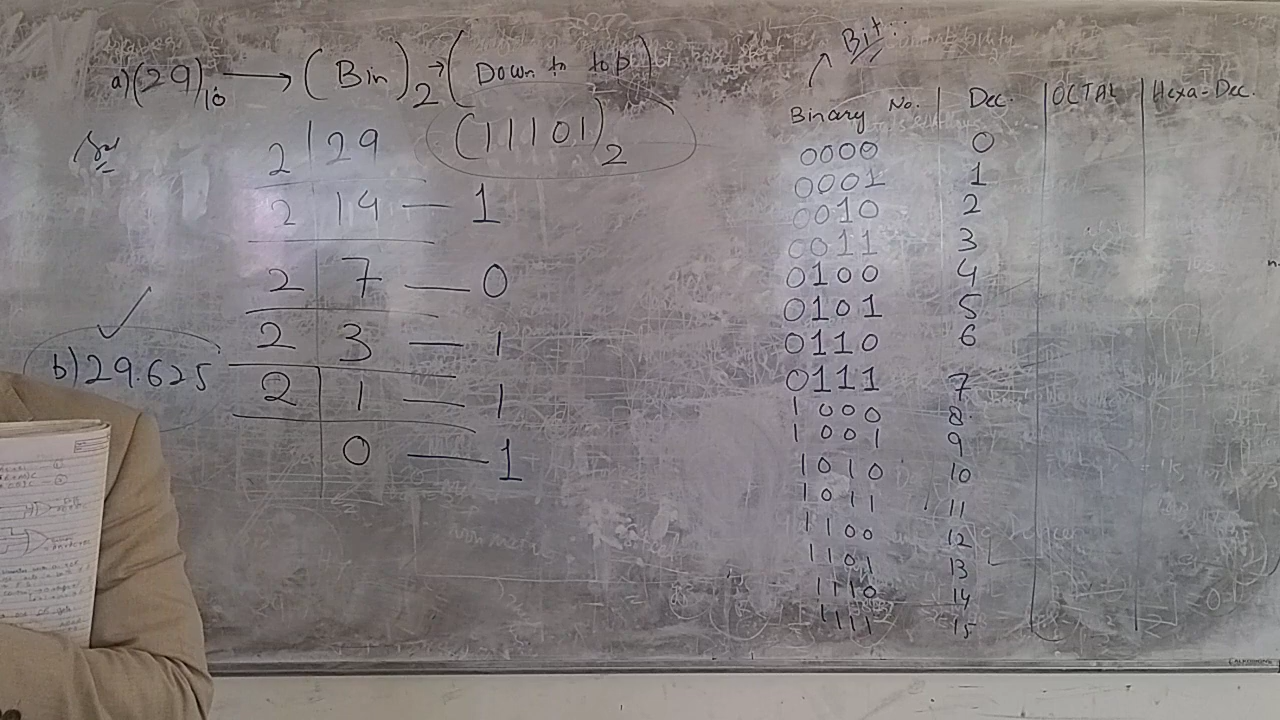 a) (29)10 → (Bin)2 → (Down to top)
(11101)2
Sol
2 | 29
2 | 14 — 1
2 | 7 — 0
2 | 3 — 1
2 | 1 — 1
0 — 1
b) 29.625
Bit
Binary No. | Dec. | OCTAL | Hexa-Dec.
0000 0
0001 1
0010 2
0011 3
0100 4
0101 5
0110 6
0111 7
1000 8
1001 9
1010 10
1011 11
1100 12
1101 13
1110 14
1111 15